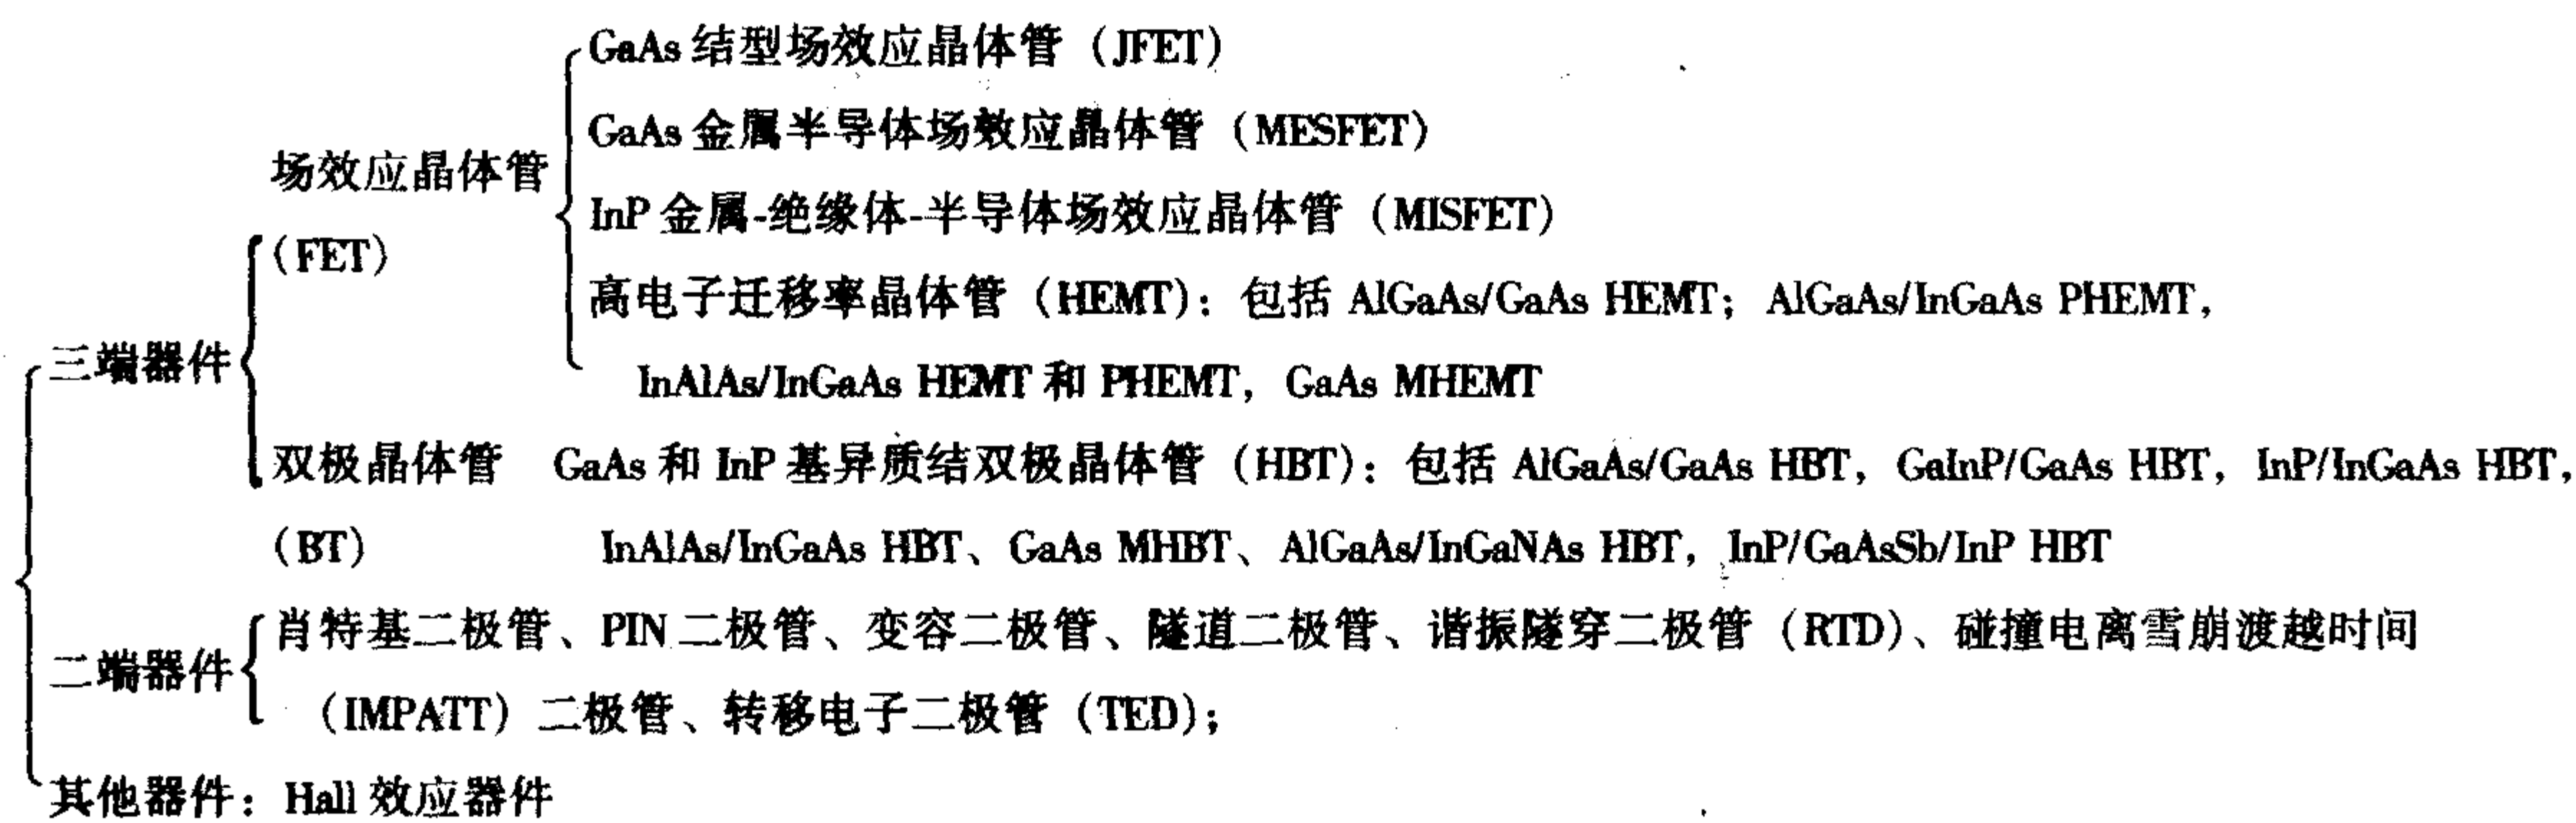 GaAs 结型场效应晶体管（JFET）
GaAs 金属半导体场效应晶体管（MESFET）
场效应晶体管
InP 金属-绝缘体-半导体场效应晶体管（MISFET）
（FET）
高电子迁移率晶体管（HEMT）：包括 AlGaAs/GaAs HEMT；AlGaAs/InGaAs PHEMT，
三端器件
InAlAs/InGaAs HEMT 和 PHEMT，GaAs MHEMT
双极晶体管 GaAs 和 InP 基异质结双极晶体管（HBT）：包括 AlGaAs/GaAs HBT，GaInP/GaAs HBT，InP/InGaAs HBT，
（BT） InAlAs/InGaAs HBT、GaAs MHBT、AlGaAs/InGaNAs HBT，InP/GaAsSb/InP HBT
肖特基二极管、PIN 二极管、变容二极管、隧道二极管、谐振隧穿二极管（RTD）、碰撞电离雪崩渡越时间
二端器件
（IMPATT）二极管、转移电子二极管（TED）；
其他器件：Hall 效应器件